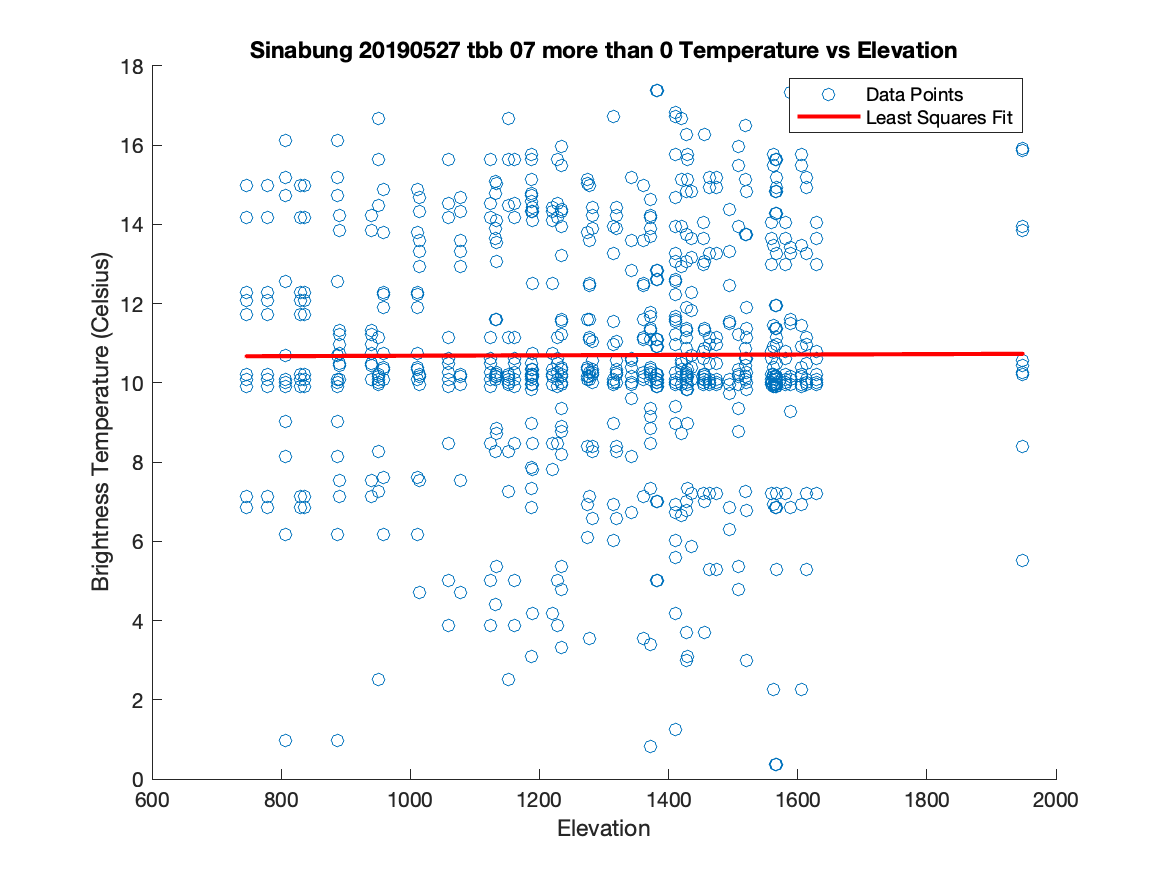 Sinabung 20190527 tbb 07 more than 0 Temperature vs Elevation
Data Points
Least Squares Fit
Brightness Temperature (Celsius)
18
16
14
12
10
8
6
4
2
0
600 800 1000 1200 1400 1600 1800 2000
Elevation